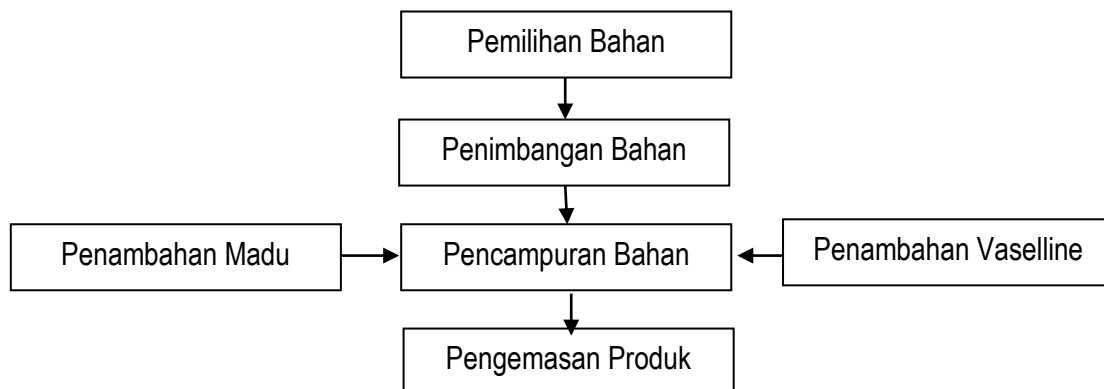 Pemilihan Bahan
Penimbangan Bahan
Penambahan Madu
Pencampuran Bahan
Penambahan Vaselline
Pengemasan Produk